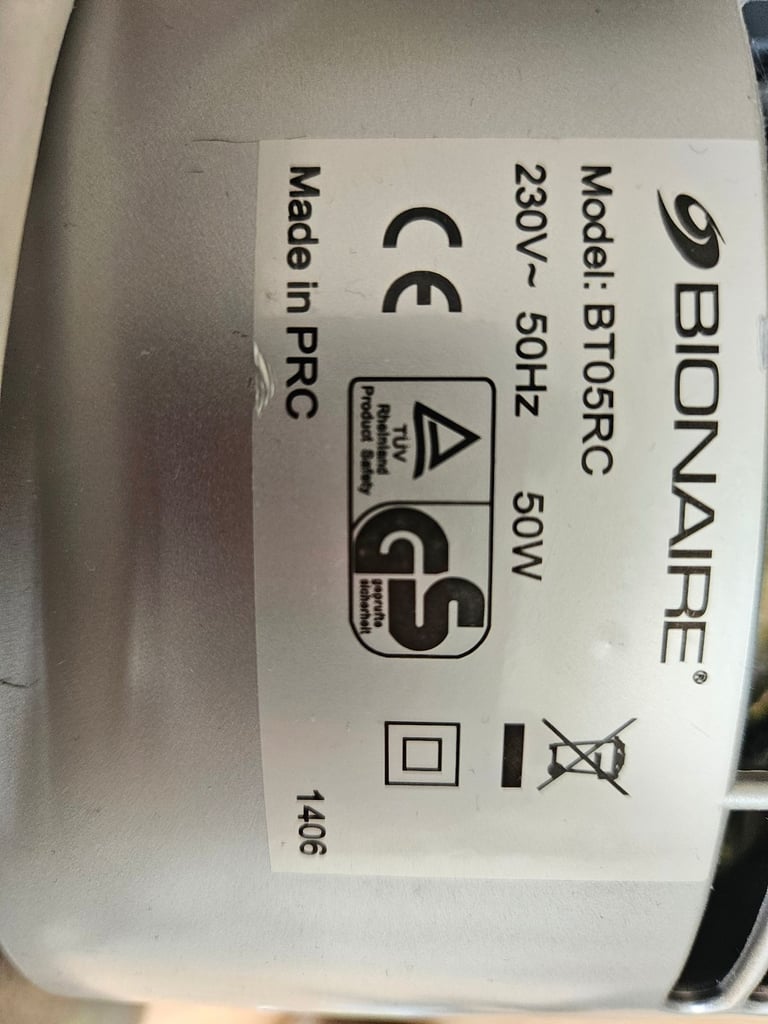 BIONAIRE®
Model: BT05RC
230V~ 50Hz 50W
CE
TÜV
Rheinland
Product Safety
GS
geprüfte
sicherheit
Made in PRC
1406